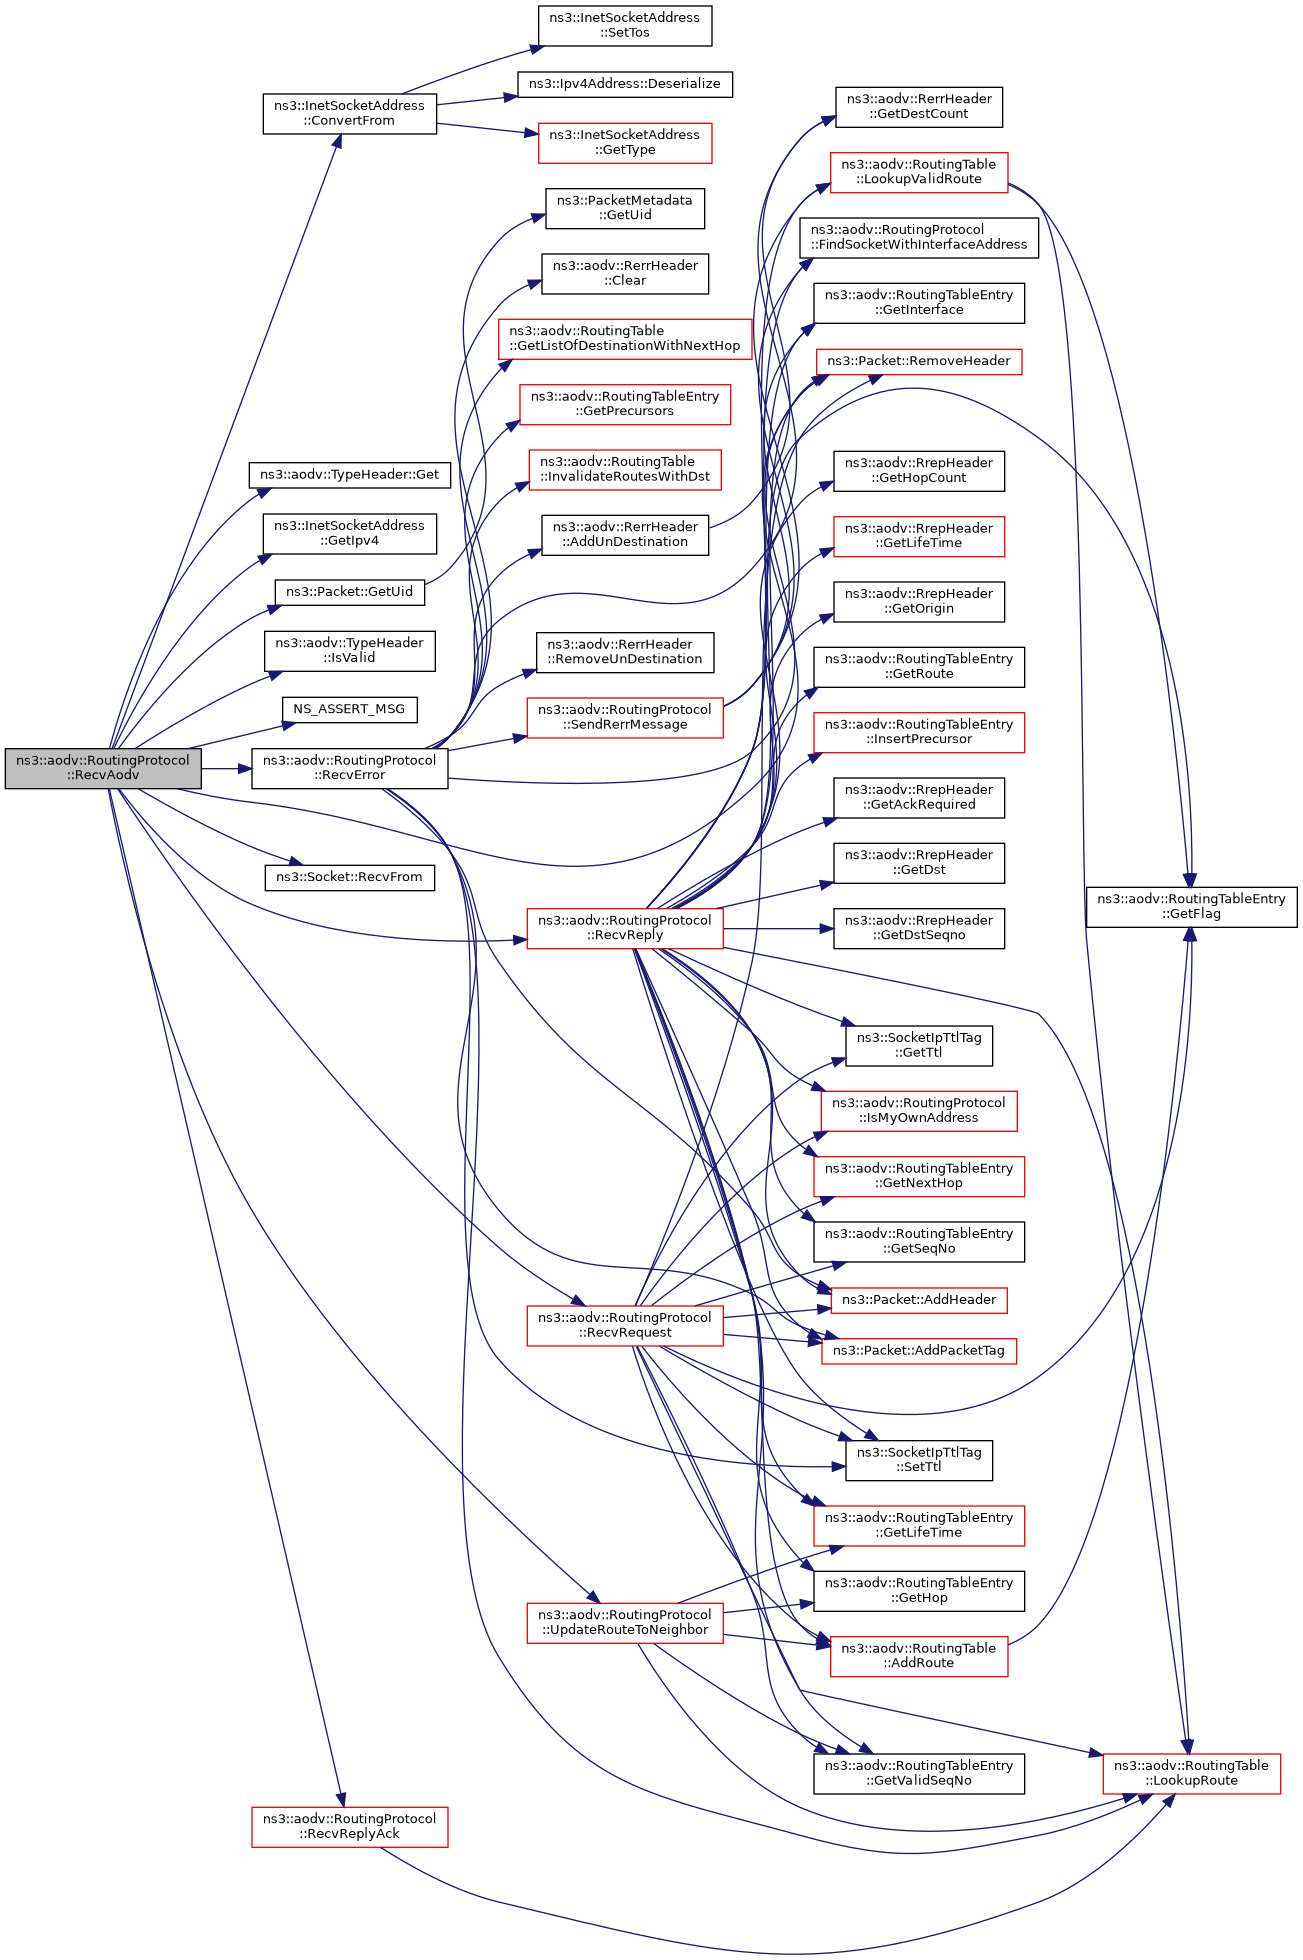 ns3::InetSocketAddress
::SetTos
ns3::Ipv4Address::Deserialize
ns3::InetSocketAddress
::ConvertFrom
ns3::InetSocketAddress
::GetType
ns3::PacketMetadata
::GetUid
ns3::aodv::RerrHeader
::Clear
ns3::aodv::RoutingTable
::GetListOfDestinationWithNextHop
ns3::aodv::RoutingTableEntry
::GetPrecursors
ns3::aodv::RoutingTable
::InvalidateRoutesWithDst
ns3::aodv::RerrHeader
::AddUnDestination
ns3::aodv::RerrHeader
::RemoveUnDestination
ns3::aodv::RoutingProtocol
::SendRerrMessage
ns3::aodv::TypeHeader::Get
ns3::InetSocketAddress
::GetIpv4
ns3::Packet::GetUid
ns3::aodv::TypeHeader
::IsValid
NS_ASSERT_MSG
ns3::aodv::RoutingProtocol
::RecvAodv
ns3::aodv::RoutingProtocol
::RecvError
ns3::Socket::RecvFrom
ns3::aodv::RoutingProtocol
::RecvReply
ns3::aodv::RoutingProtocol
::RecvRequest
ns3::aodv::RoutingProtocol
::UpdateRouteToNeighbor
ns3::aodv::RoutingProtocol
::RecvReplyAck
ns3::aodv::RerrHeader
::GetDestCount
ns3::aodv::RoutingTable
::LookupValidRoute
ns3::aodv::RoutingProtocol
::FindSocketWithInterfaceAddress
ns3::aodv::RoutingTableEntry
::GetInterface
ns3::Packet::RemoveHeader
ns3::aodv::RrepHeader
::GetHopCount
ns3::aodv::RrepHeader
::GetLifeTime
ns3::aodv::RrepHeader
::GetOrigin
ns3::aodv::RoutingTableEntry
::GetRoute
ns3::aodv::RoutingTableEntry
::InsertPrecursor
ns3::aodv::RrepHeader
::GetAckRequired
ns3::aodv::RrepHeader
::GetDst
ns3::aodv::RrepHeader
::GetDstSeqno
ns3::SocketIpTtlTag
::GetTtl
ns3::aodv::RoutingProtocol
::IsMyOwnAddress
ns3::aodv::RoutingTableEntry
::GetNextHop
ns3::aodv::RoutingTableEntry
::GetSeqNo
ns3::Packet::AddHeader
ns3::Packet::AddPacketTag
ns3::SocketIpTtlTag
::SetTtl
ns3::aodv::RoutingTableEntry
::GetLifeTime
ns3::aodv::RoutingTableEntry
::GetHop
ns3::aodv::RoutingTable
::AddRoute
ns3::aodv::RoutingTableEntry
::GetValidSeqNo
ns3::aodv::RoutingTableEntry
::GetFlag
ns3::aodv::RoutingTable
::LookupRoute